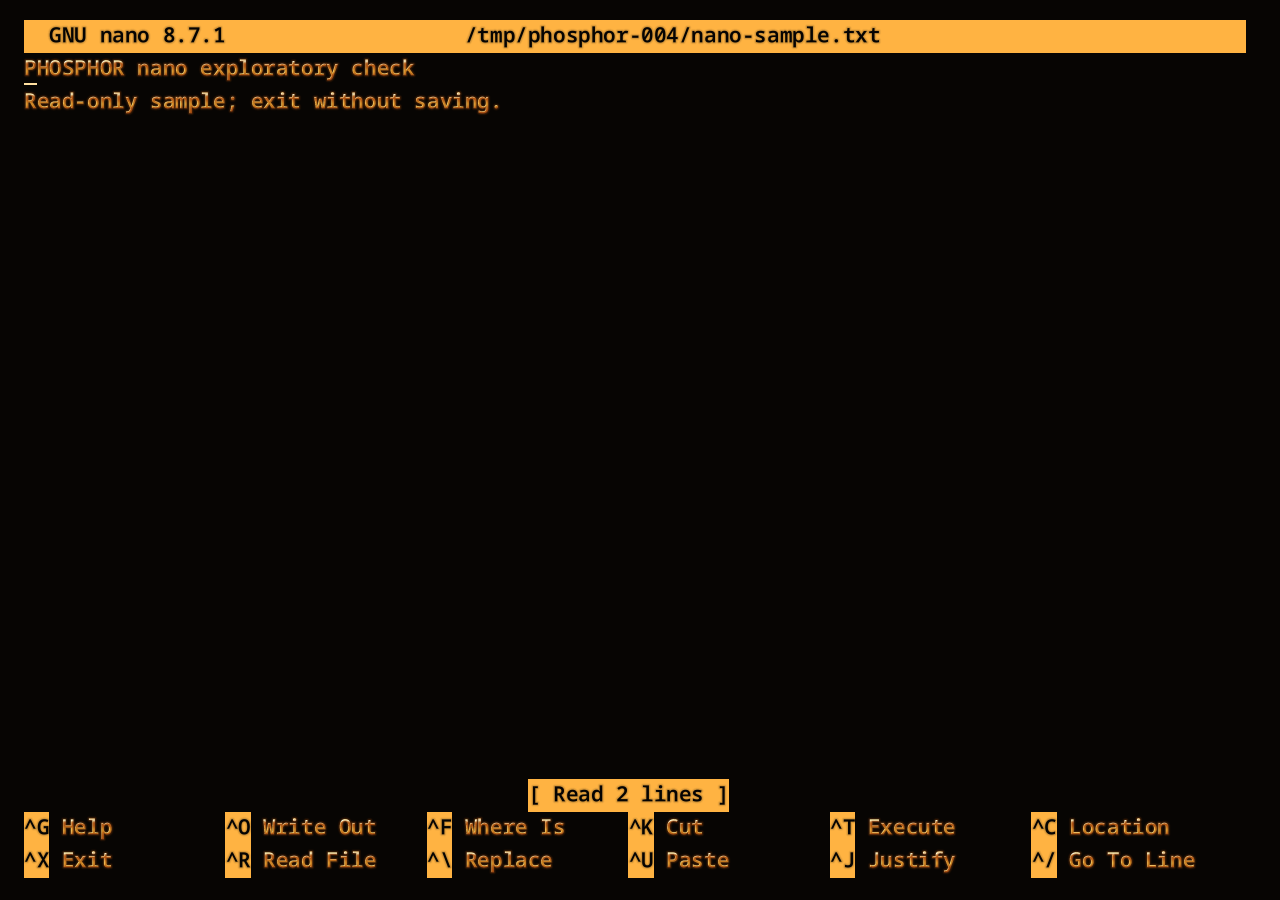 GNU nano 8.7.1 /tmp/phosphor-004/nano-sample.txt
PHOSPHOR nano exploratory check
Read-only sample; exit without saving.
[ Read 2 lines ]
^G Help ^O Write Out ^F Where Is ^K Cut ^T Execute ^C Location
^X Exit ^R Read File ^\ Replace ^U Paste ^J Justify ^/ Go To Line